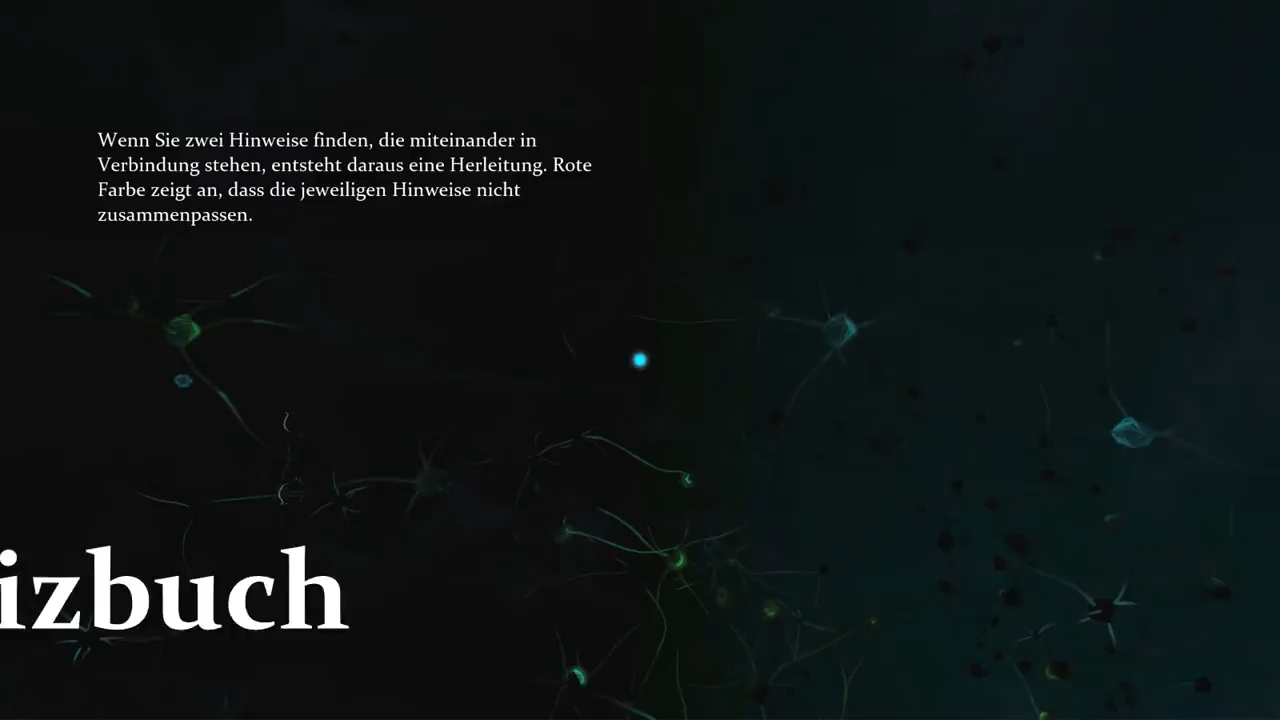 Wenn Sie zwei Hinweise finden, die miteinander in
Verbindung stehen, entsteht daraus eine Herleitung. Rote
Farbe zeigt an, dass die jeweiligen Hinweise nicht
zusammenpassen.
izbuch